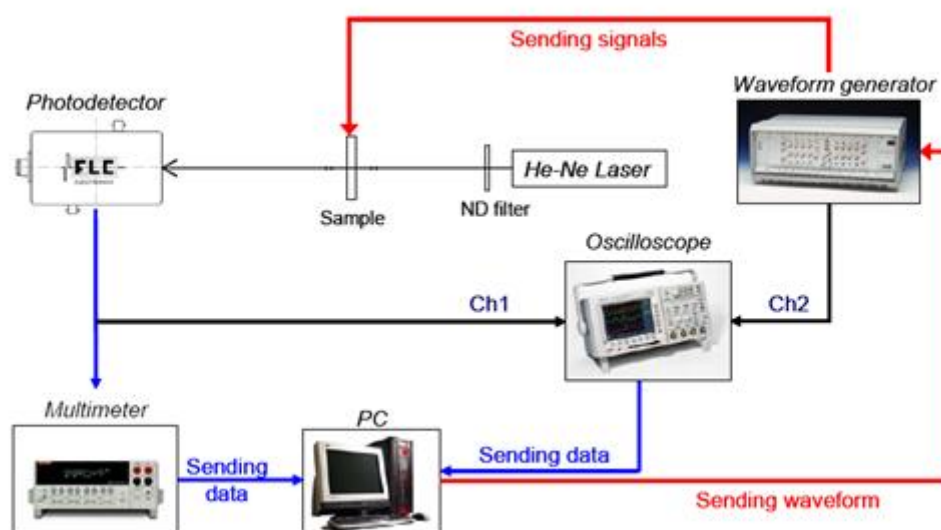 Sending signals
Waveform generator
Photodetector
FLC
He-Ne Laser
Sample
ND filter
Oscilloscope
Ch1
Ch2
Multimeter
PC
Sending
data
Sending data
Sending waveform